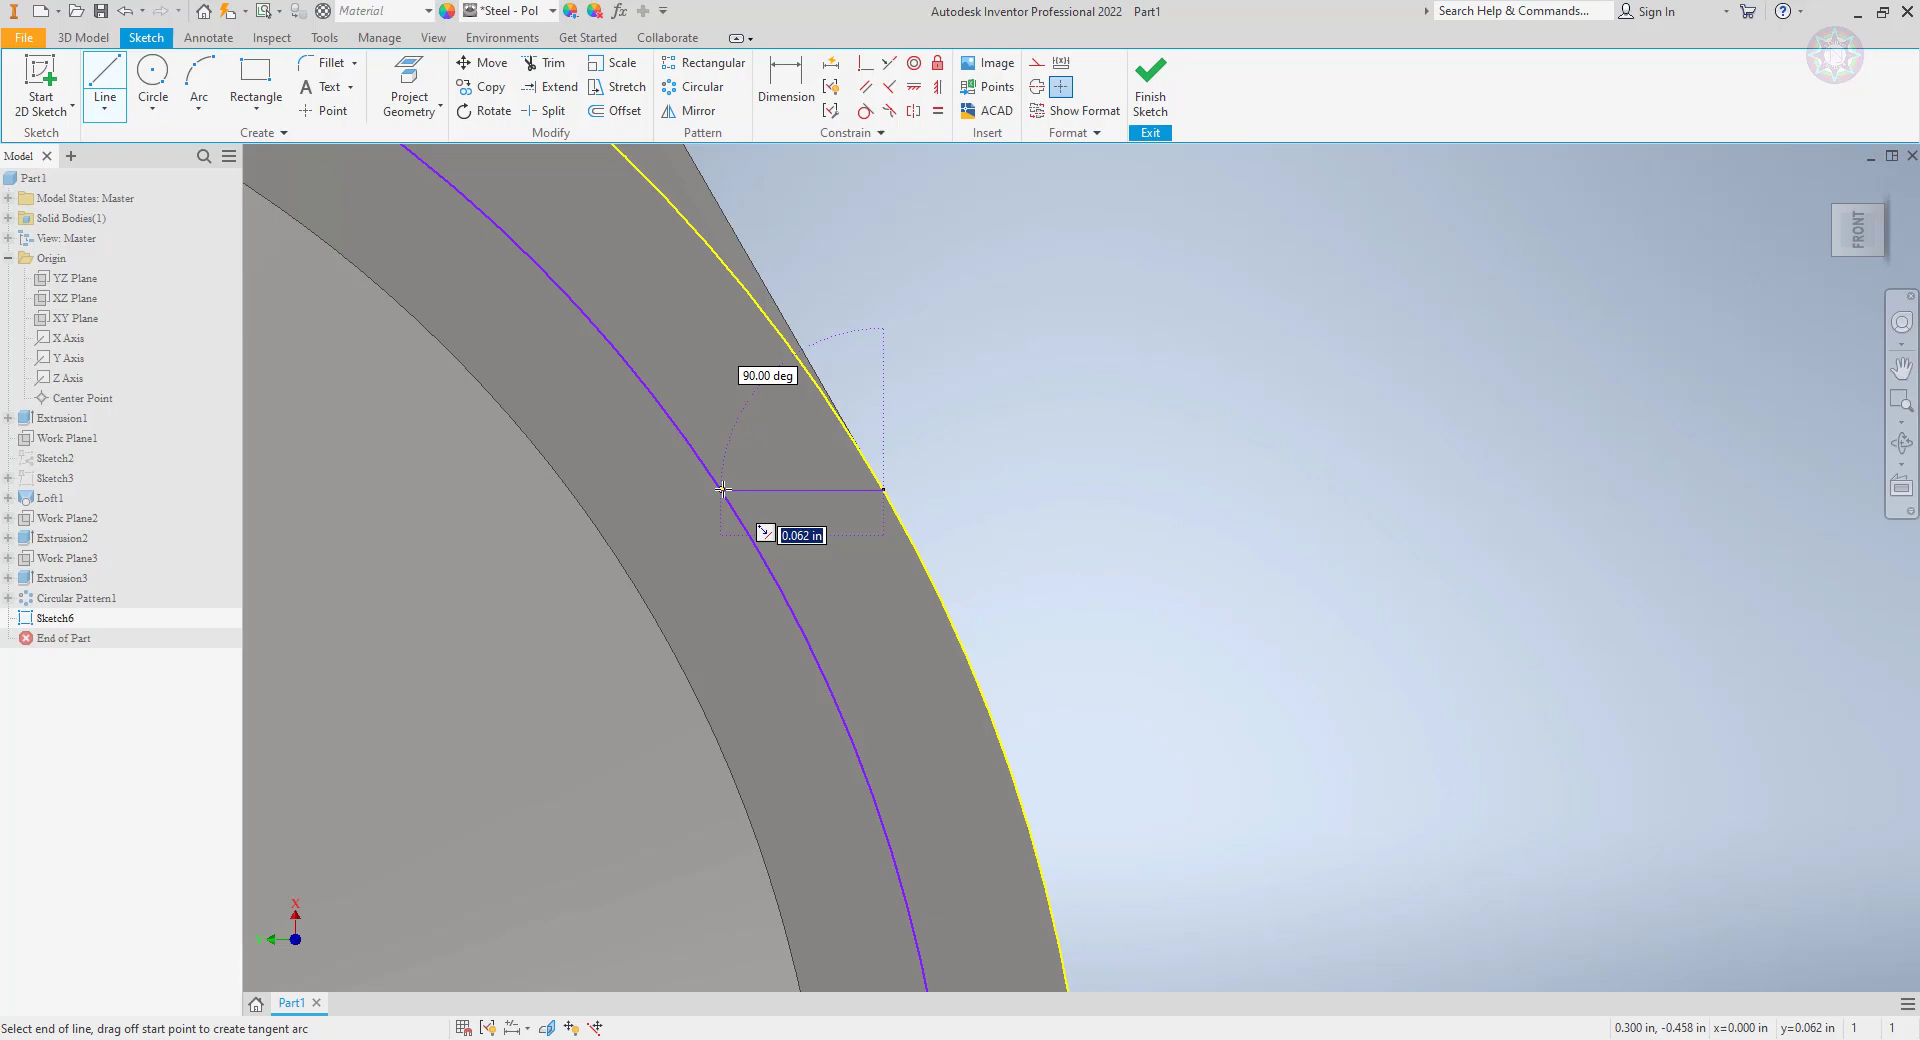 Material
*Steel - Pol
Autodesk Inventor Professional 2022 Part1
Search Help & Commands...
Sign In
File
3D Model
Sketch
Annotate
Inspect
Tools
Manage
View
Environments
Get Started
Collaborate
Start
2D Sketch
Sketch
Line
Circle
Arc
Rectangle
Fillet
Text
Point
Create
Project
Geometry
Move
Copy
Rotate
Trim
Extend
Split
Scale
Stretch
Offset
Modify
Rectangular
Circular
Mirror
Pattern
Dimension
Constrain
Image
Points
ACAD
Insert
Show Format
Format
Finish
Sketch
Exit
Model
Part1
Model States: Master
Solid Bodies(1)
View: Master
Origin
YZ Plane
XZ Plane
XY Plane
X Axis
Y Axis
Z Axis
Center Point
Extrusion1
Work Plane1
Sketch2
Sketch3
Loft1
Work Plane2
Extrusion2
Work Plane3
Extrusion3
Circular Pattern1
Sketch6
End of Part
FRONT
90.00 deg
0.062 in
X
Y
Part1
Select end of line, drag off start point to create tangent arc
0.300 in, -0.458 in x=0.000 in y=0.062 in 1 1